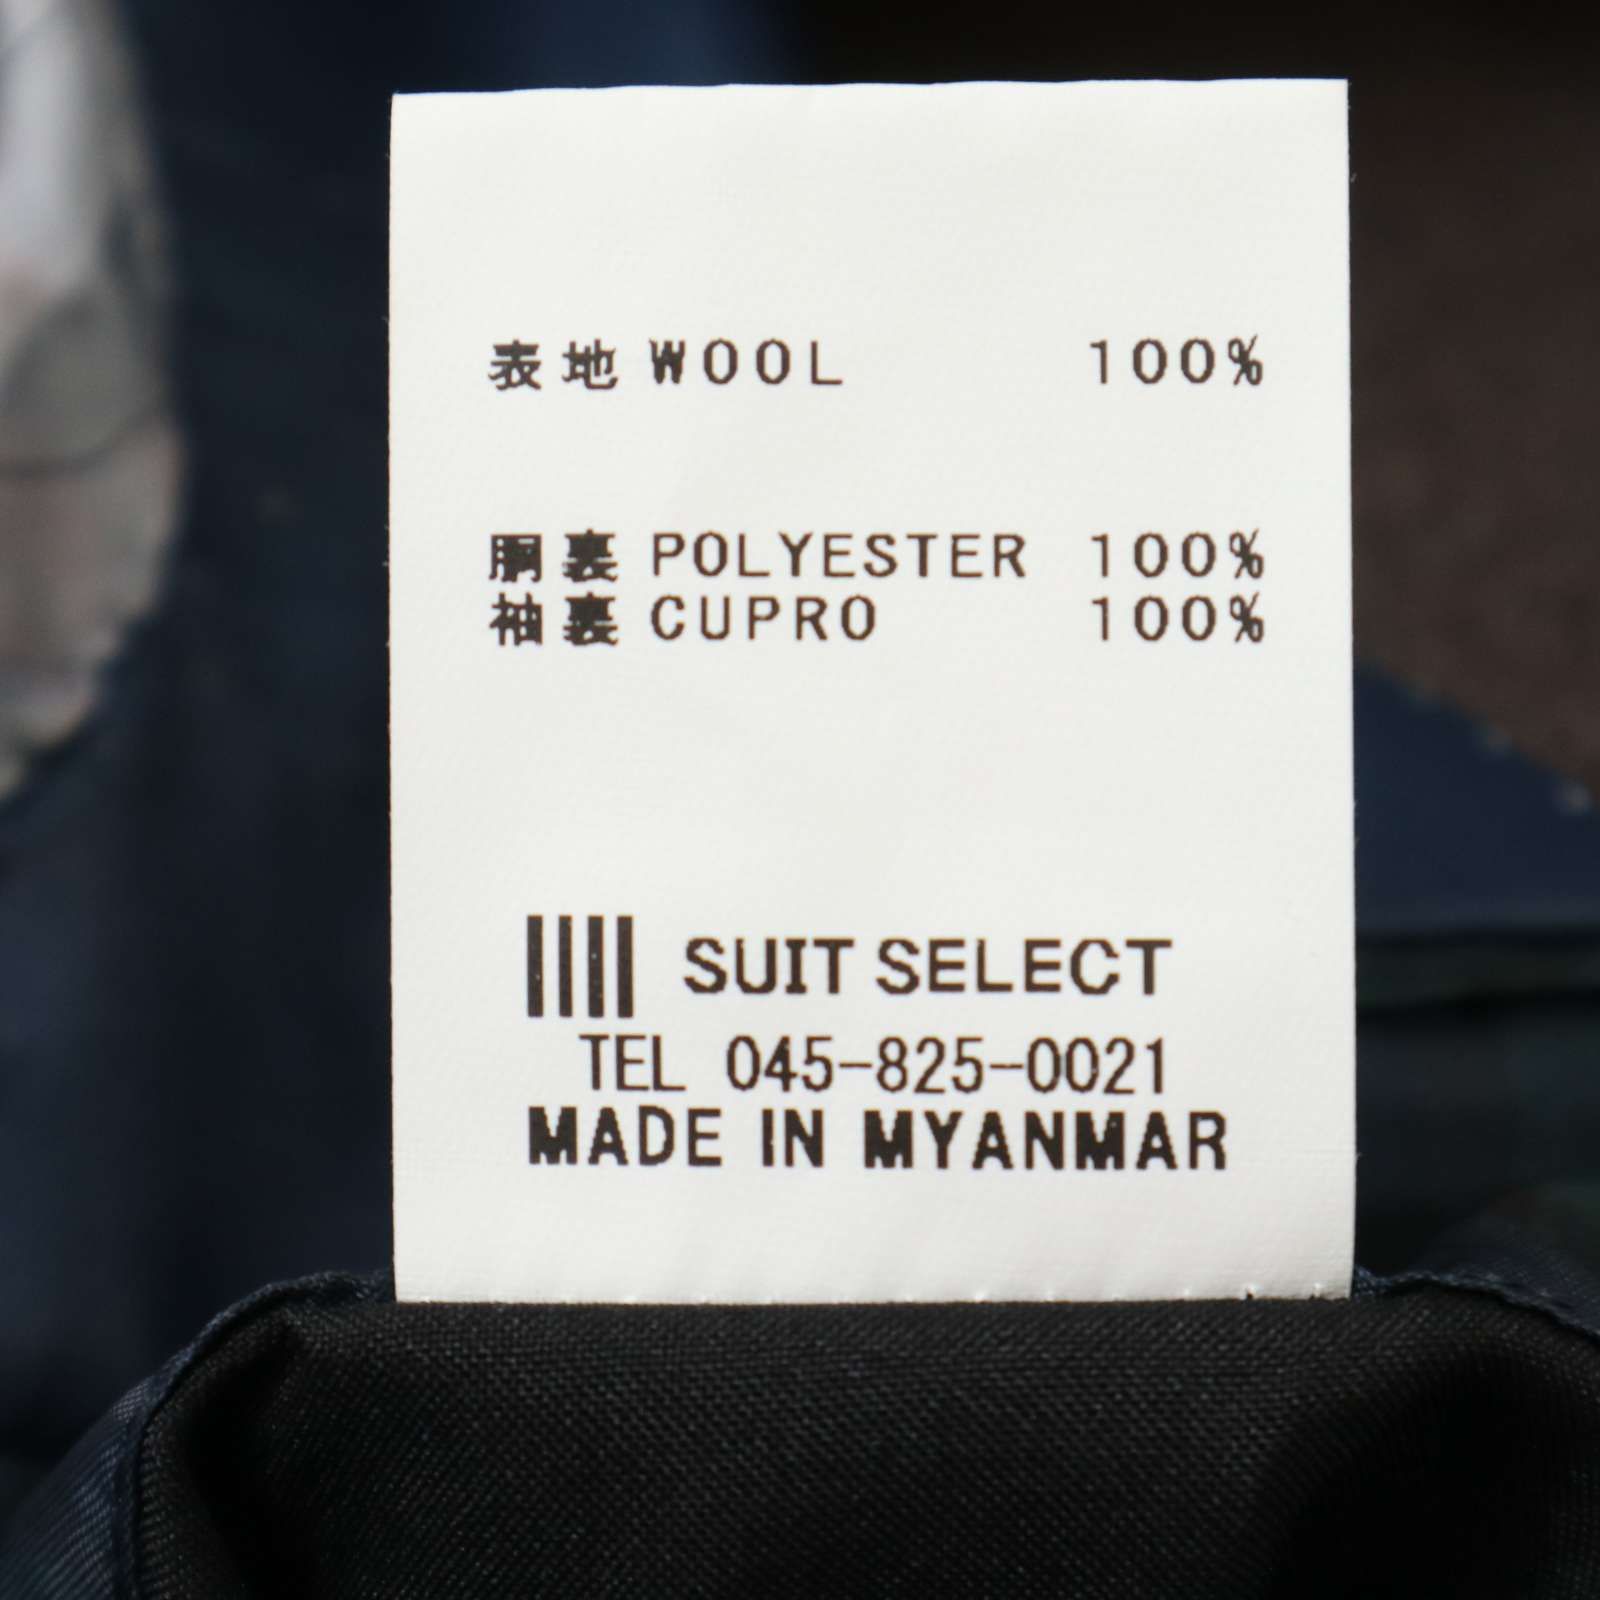 表地 WOOL 100%
胴裏 POLYESTER 100%
袖裏 CUPRO 100%
SUIT SELECT
TEL 045-825-0021
MADE IN MYANMAR